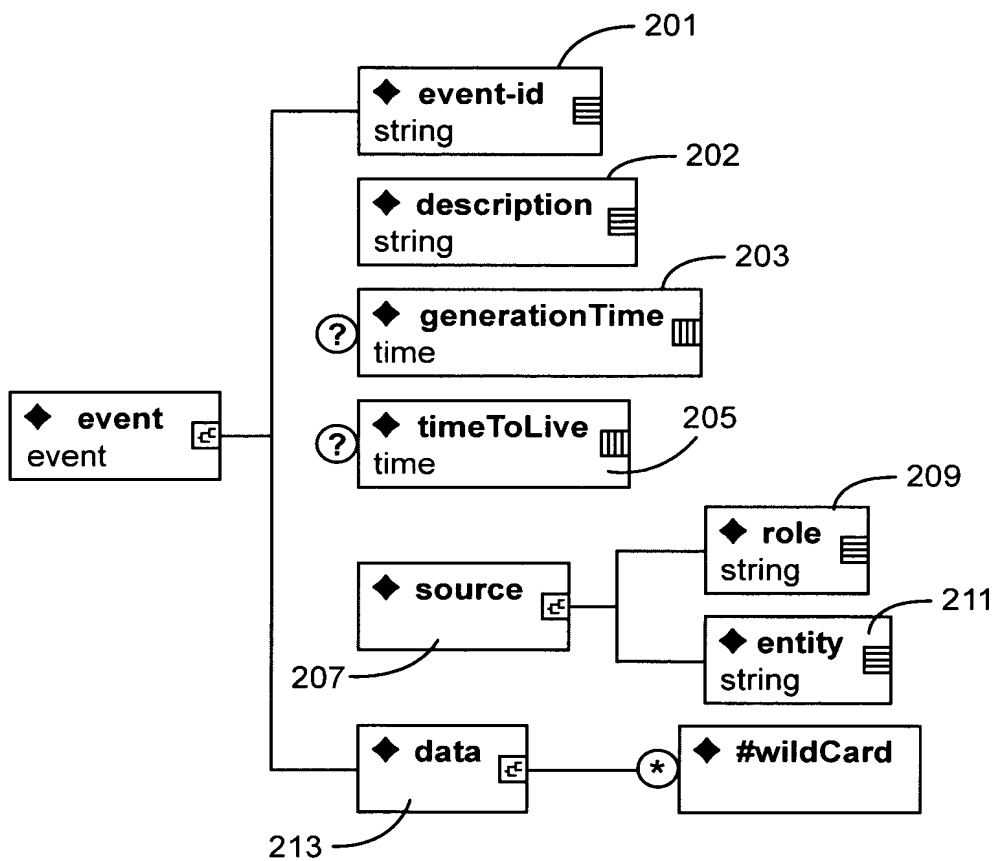 201
event-id
string
202
description
string
203
? generationTime
time
event
event
? timeToLive
time
205
209
role
string
source
207
211
entity
string
data
213
* #wildCard